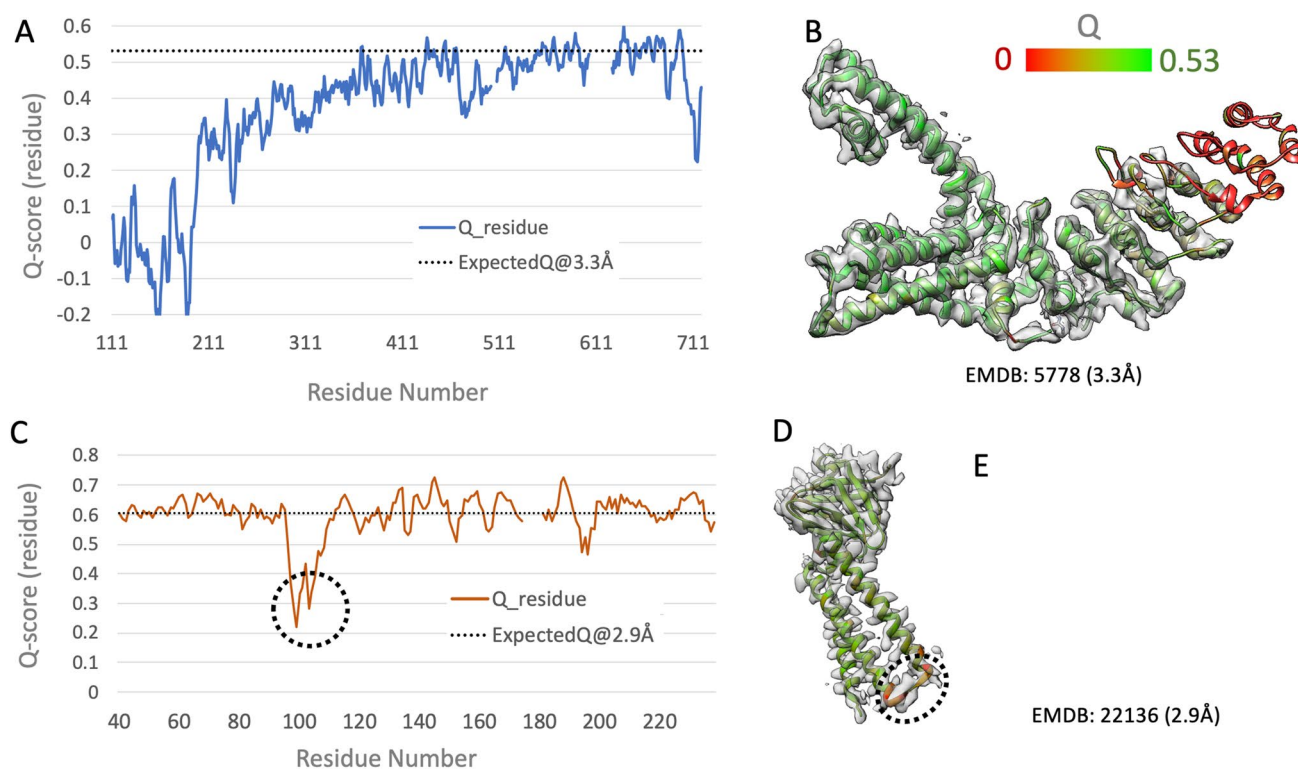 A
0.6
0.5
0.4
0.3
0.2
0.1
0
-0.1
-0.2
Q-score (residue)
Q_residue
ExpectedQ@3.3Å
111 211 311 411 511 611 711
Residue Number
B
Q
0 0.53
EMDB: 5778 (3.3Å)
C
0.8
0.7
0.6
0.5
0.4
0.3
0.2
0.1
0
Q-score (residue)
Q_residue
ExpectedQ@2.9Å
40 60 80 100 120 140 160 180 200 220
Residue Number
D
E
EMDB: 22136 (2.9Å)